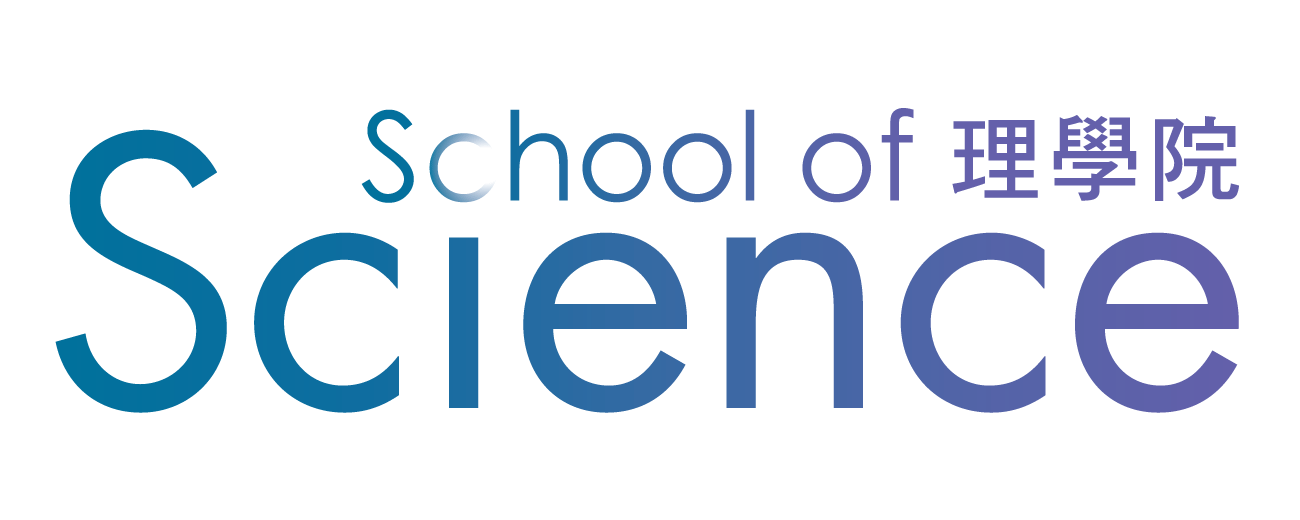 School of 理學院
Science